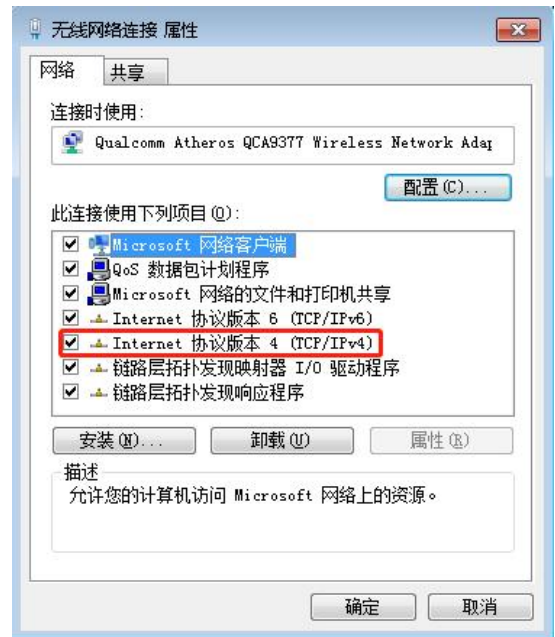 无线网络连接 属性
网络 共享
连接时使用:
Qualcomm Atheros QCA9377 Wireless Network Adap
配置(C)...
此连接使用下列项目(O):
Microsoft 网络客户端
QoS 数据包计划程序
Microsoft 网络的文件和打印机共享
Internet 协议版本 6 (TCP/IPv6)
Internet 协议版本 4 (TCP/IPv4)
链路层拓扑发现映射器 I/O 驱动程序
链路层拓扑发现响应程序
安装(N)... 卸载(U) 属性(R)
描述
允许您的计算机访问 Microsoft 网络上的资源。
确定 取消